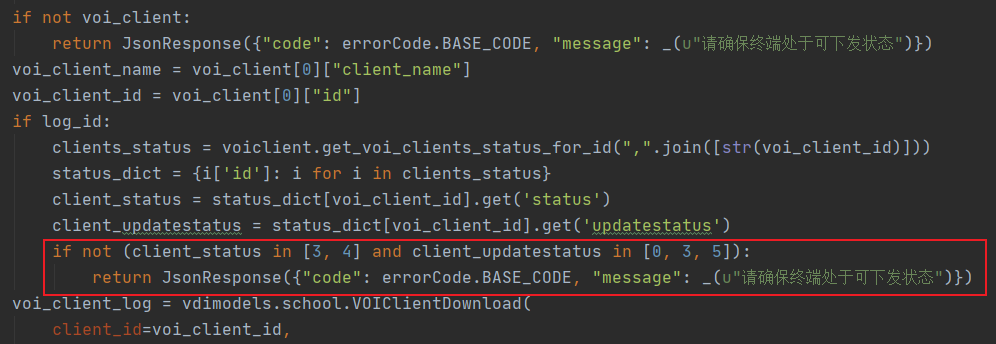 if not voi_client:
return JsonResponse({"code": errorCode.BASE_CODE, "message": _(u"请确保终端处于可下发状态")})
voi_client_name = voi_client[0]["client_name"]
voi_client_id = voi_client[0]["id"]
if log_id:
clients_status = voiclient.get_voi_clients_status_for_id(",".join([str(voi_client_id)]))
status_dict = {i['id']: i for i in clients_status}
client_status = status_dict[voi_client_id].get('status')
client_updatestatus = status_dict[voi_client_id].get('updatestatus')
if not (client_status in [3, 4] and client_updatestatus in [0, 3, 5]):
return JsonResponse({"code": errorCode.BASE_CODE, "message": _(u"请确保终端处于可下发状态")})
voi_client_log = vdimodels.school.VOIClientDownload(
client_id=voi_client_id,